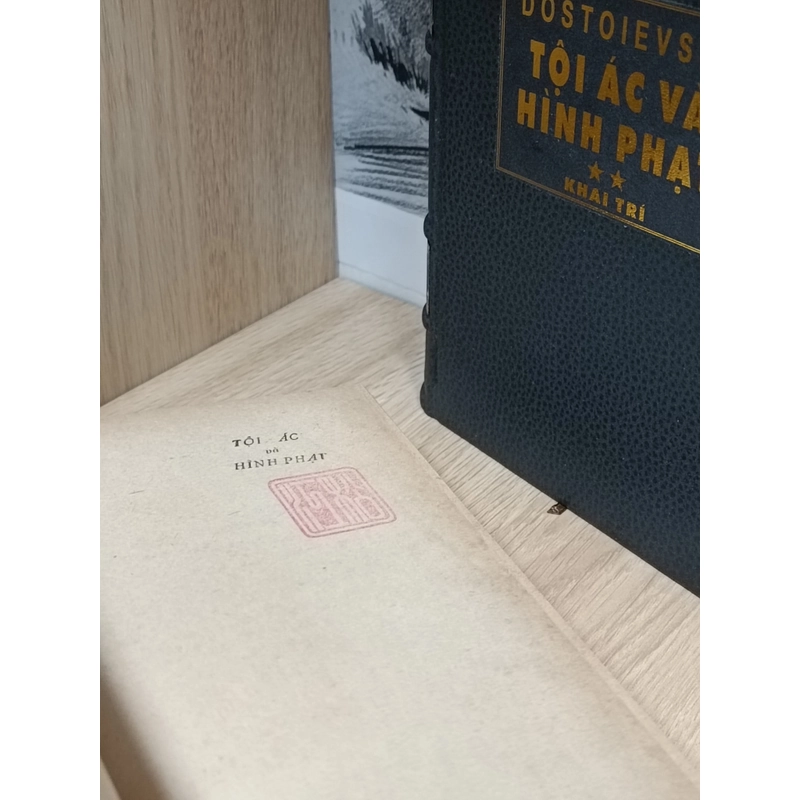 DOSTOIEVS
TỘI ÁC VÀ
HÌNH PHẠT
KHAI TRÍ
TỘI ÁC
và
HÌNH PHẠT